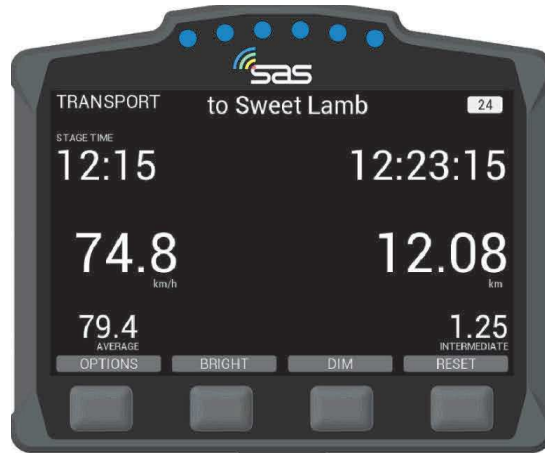 sas
TRANSPORT to Sweet Lamb 24
STAGE TIME
12:15 12:23:15
74.8 km/h 12.08 km
79.4 1.25
AVERAGE INTERMEDIATE
OPTIONS BRIGHT DIM RESET